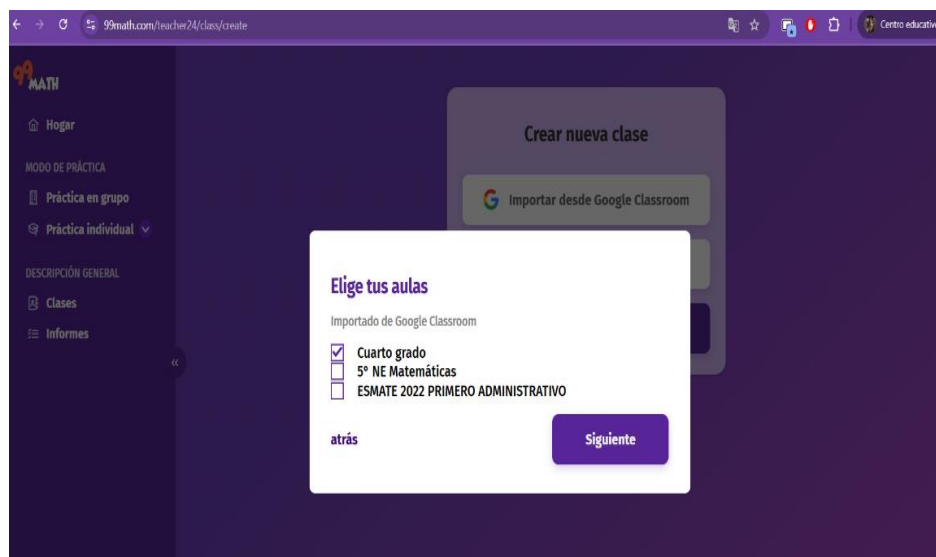 99math.com/teacher24/class/create
Centro educativo
99
MATH
Hogar
MODO DE PRÁCTICA
Práctica en grupo
Práctica individual
DESCRIPCIÓN GENERAL
Clases
Informes
«
Crear nueva clase
G Importar desde Google Classroom
Elige tus aulas
Importado de Google Classroom
Cuarto grado
5° NE Matemáticas
ESMATE 2022 PRIMERO ADMINISTRATIVO
atrás
Siguiente